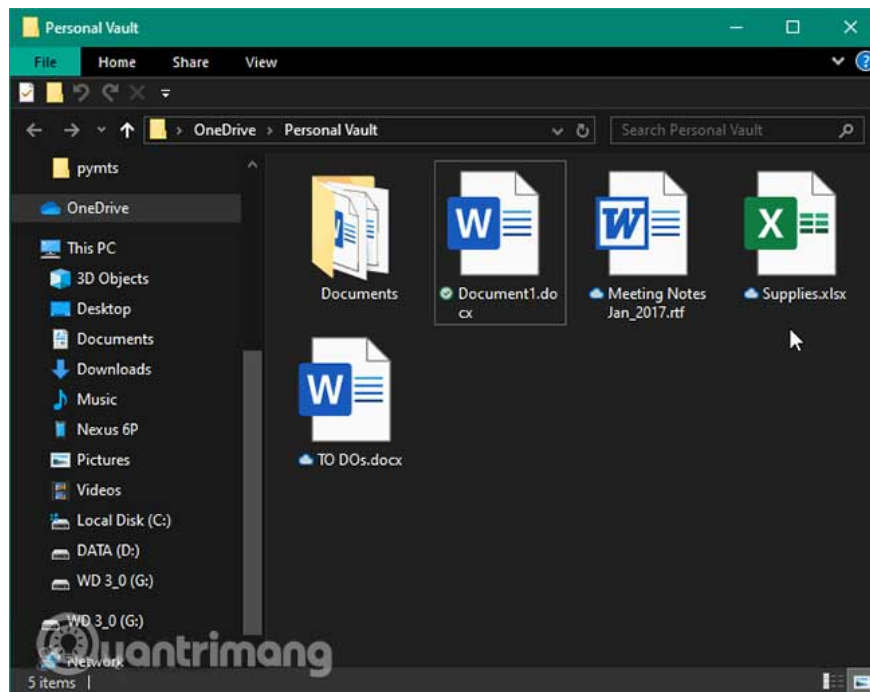 Personal Vault
File Home Share View
OneDrive > Personal Vault
Search Personal Vault
pymts
OneDrive
This PC
3D Objects
Desktop
Documents
Downloads
Music
Nexus 6P
Pictures
Videos
Local Disk (C:)
DATA (D:)
WD 3_0 (G:)
WD 3_0 (G:)
Network
Documents
Document1.do
cx
Meeting Notes
Jan_2017.rtf
Supplies.xlsx
TO DOs.docx
Quantrimang
5 items